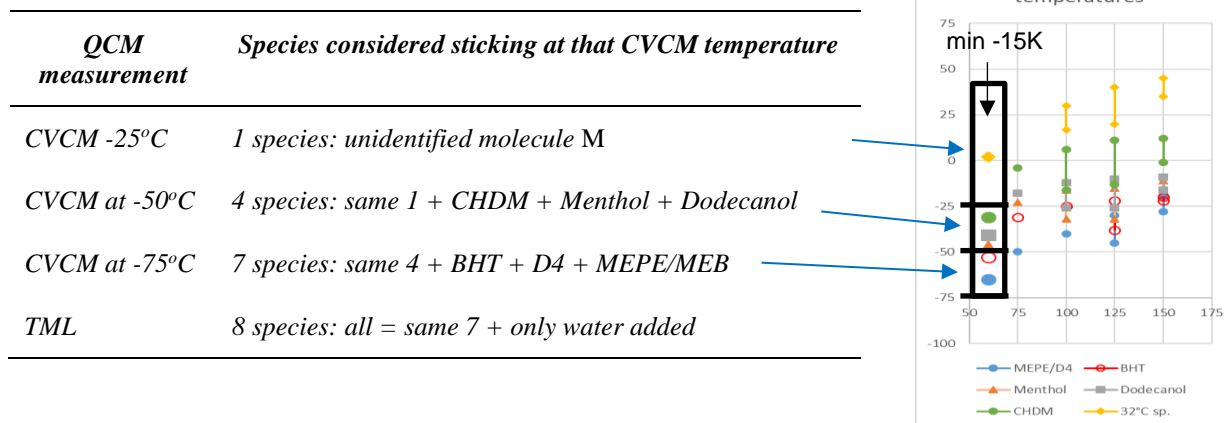 QCM measurement
Species considered sticking at that CVCM temperature
CVCM -25°C 1 species: unidentified molecule M
CVCM at -50°C 4 species: same 1 + CHDM + Menthol + Dodecanol
CVCM at -75°C 7 species: same 4 + BHT + D4 + MEPE/MEB
TML 8 species: all = same 7 + only water added
temperatures
75
min -15K
50
25
0
-25
-50
-75
50 75 100 125 150 175
-100
MEPE/D4 BHT
Menthol Dodecanol
CHDM 32°C sp.